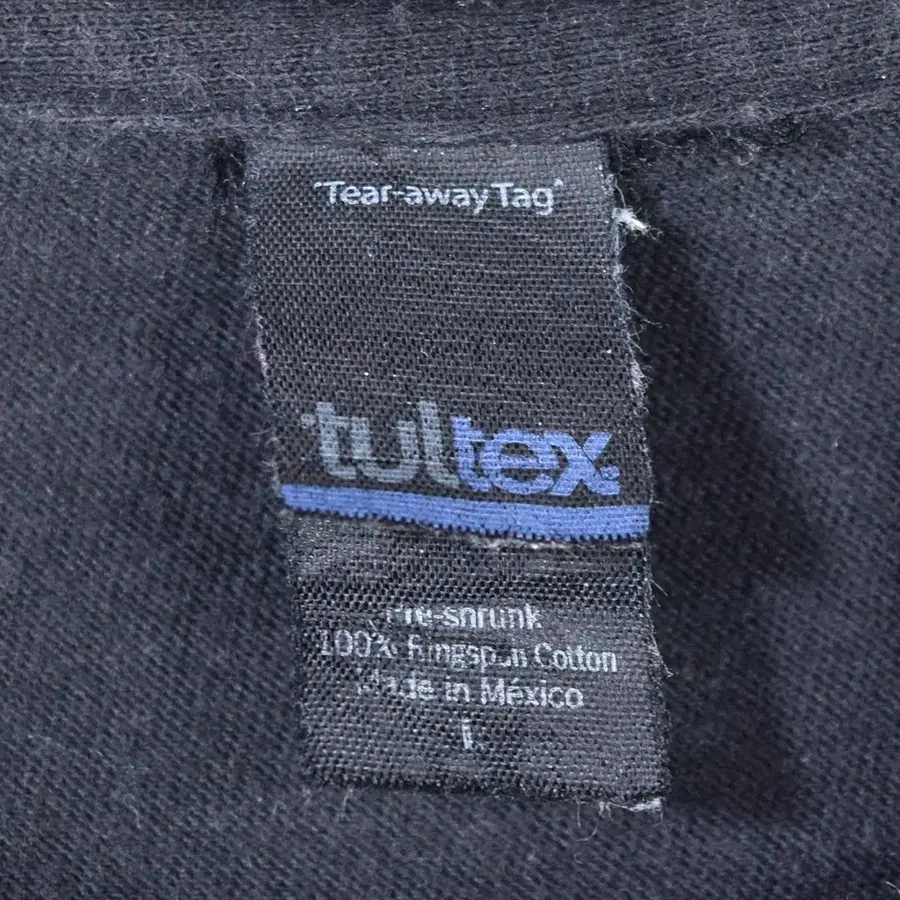 "Tear-away Tag"
tultex
Pre-shrunk
100% Ringspun Cotton
Made in México
L